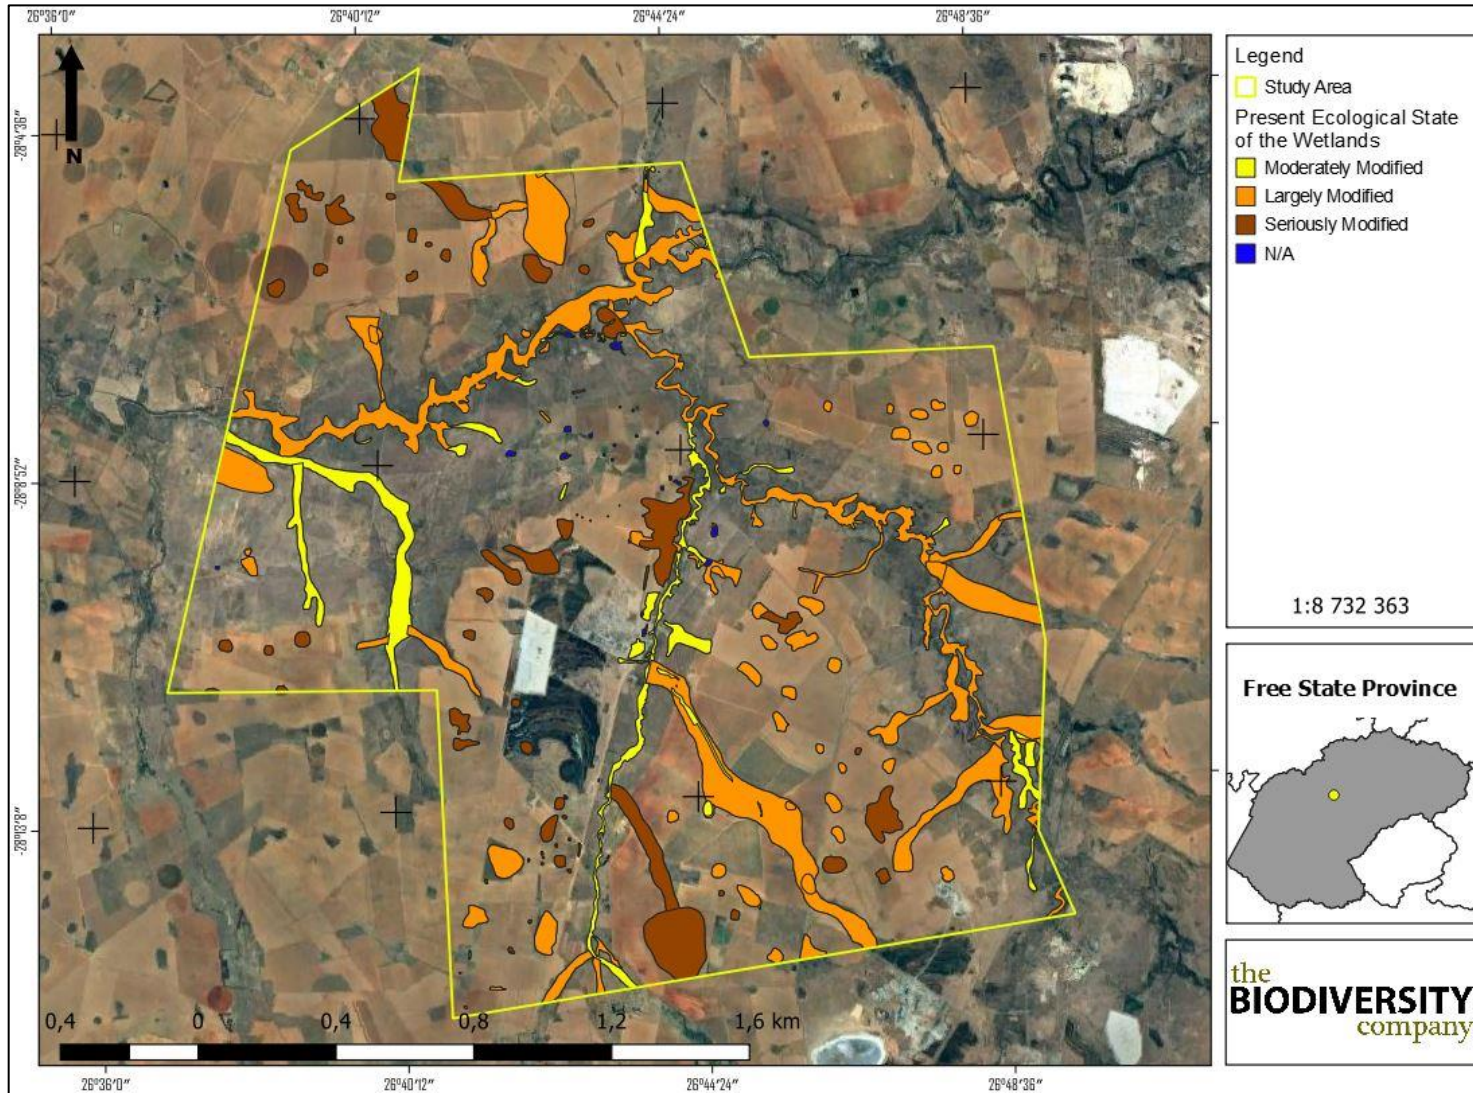 26°36'0" 26°40'12" 26°44'24" 26°48'36"
-28°4'36"
-28°8'52"
-28°13'8"
N
0,4 0 0,4 0,8 1,2 1,6 km
26°36'0" 26°40'12" 26°44'24" 26°48'36"
Legend
Study Area
Present Ecological State
of the Wetlands
Moderately Modified
Largely Modified
Seriously Modified
N/A
1:8 732 363
Free State Province
the
BIODIVERSITY
company